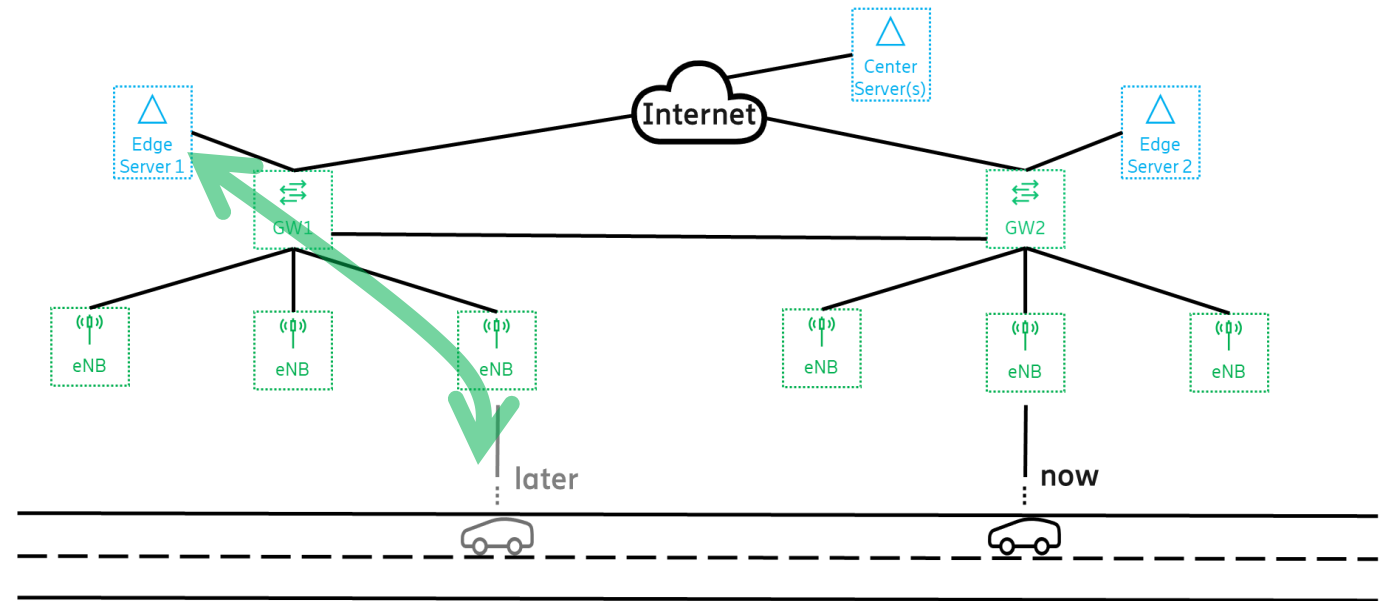 Center
Server(s)
Internet
Edge
Server 1
Edge
Server 2
GW1
GW2
eNB
eNB
eNB
eNB
eNB
eNB
later
now